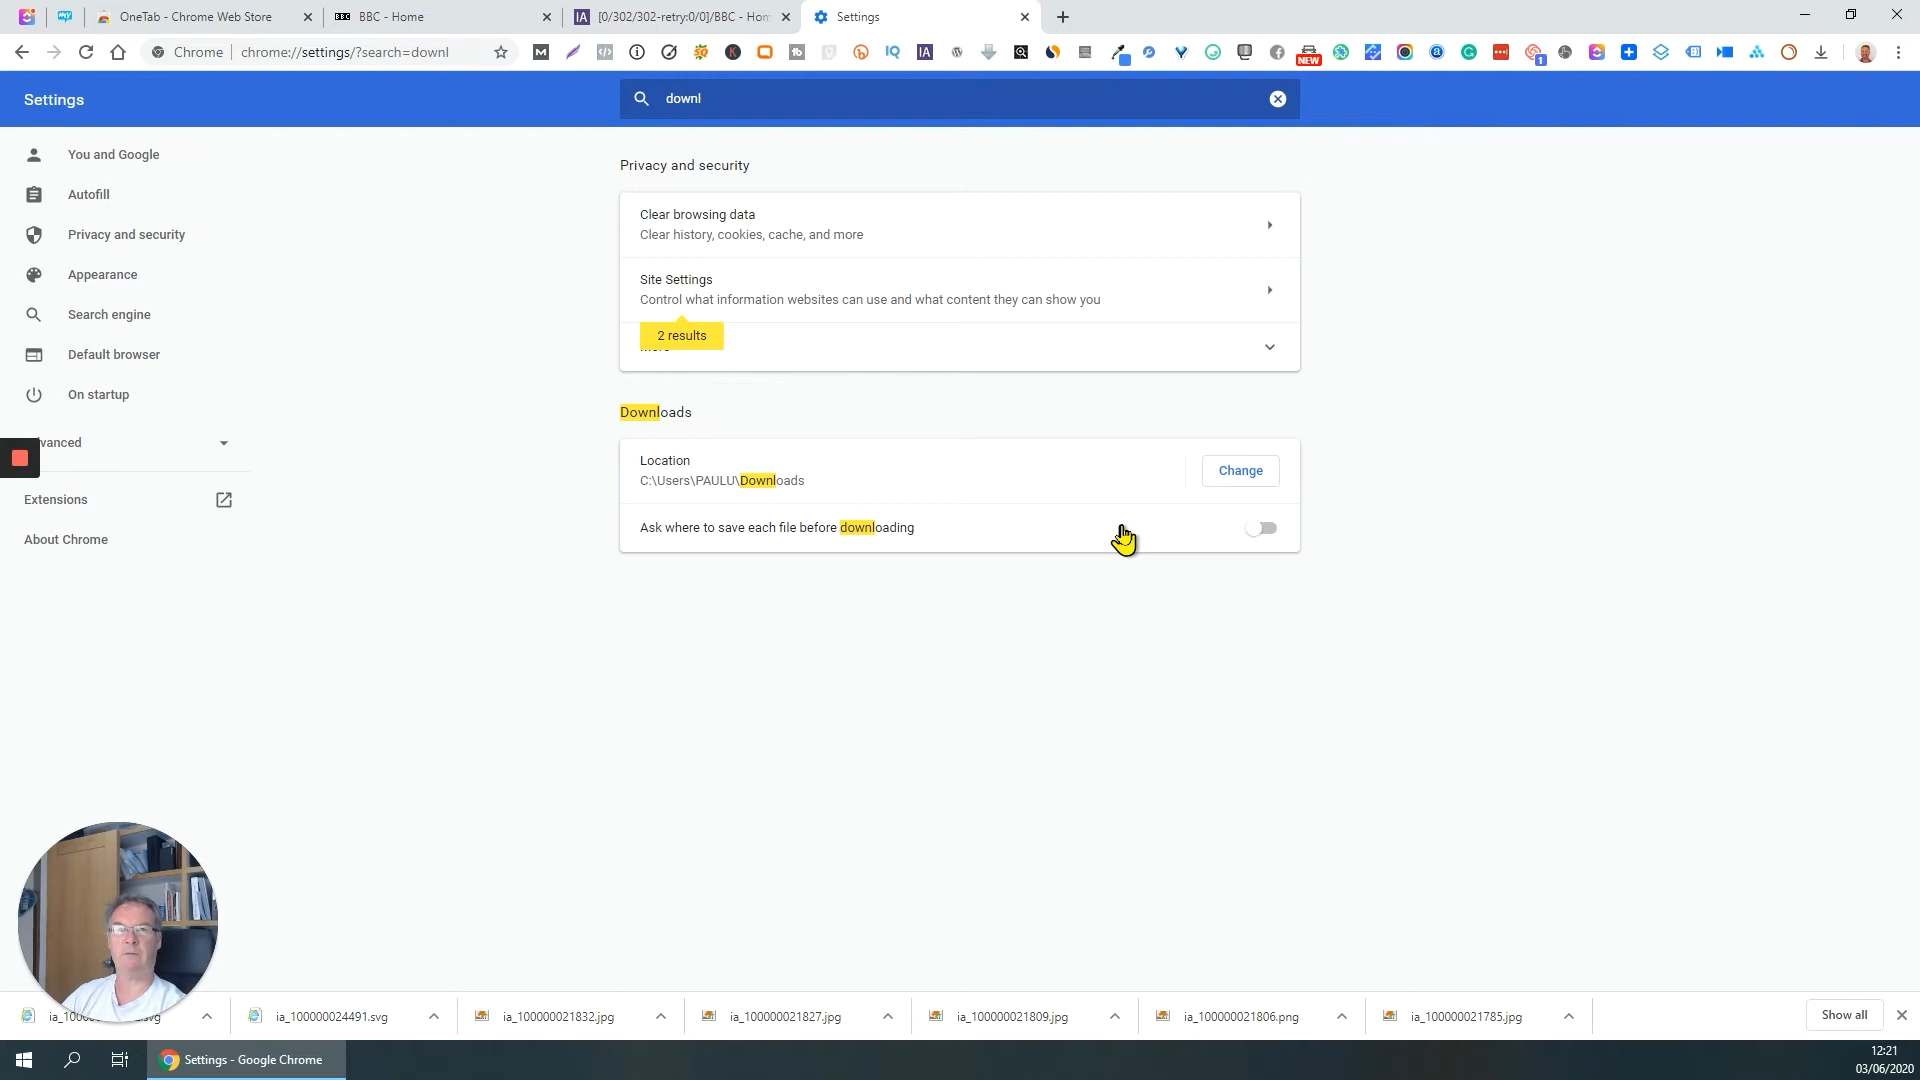 OneTab - Chrome Web Store
BBC - Home
[0/302/302-retry:0/0]/BBC - Hom
Settings
Chrome
chrome://settings/?search=downl
NEW
1
Settings
downl
You and Google
Autofill
Privacy and security
Appearance
Search engine
Default browser
On startup
vanced
Extensions
About Chrome
Privacy and security
Clear browsing data
Clear history, cookies, cache, and more
Site Settings
Control what information websites can use and what content they can show you
2 results
Downloads
Location
C:\Users\PAULU\Downloads
Change
Ask where to save each file before downloading
ia_100000024491.svg
ia_100000021832.jpg
ia_100000021827.jpg
ia_100000021809.jpg
ia_100000021806.png
ia_100000021785.jpg
Show all
Settings - Google Chrome
12:21
03/06/2020